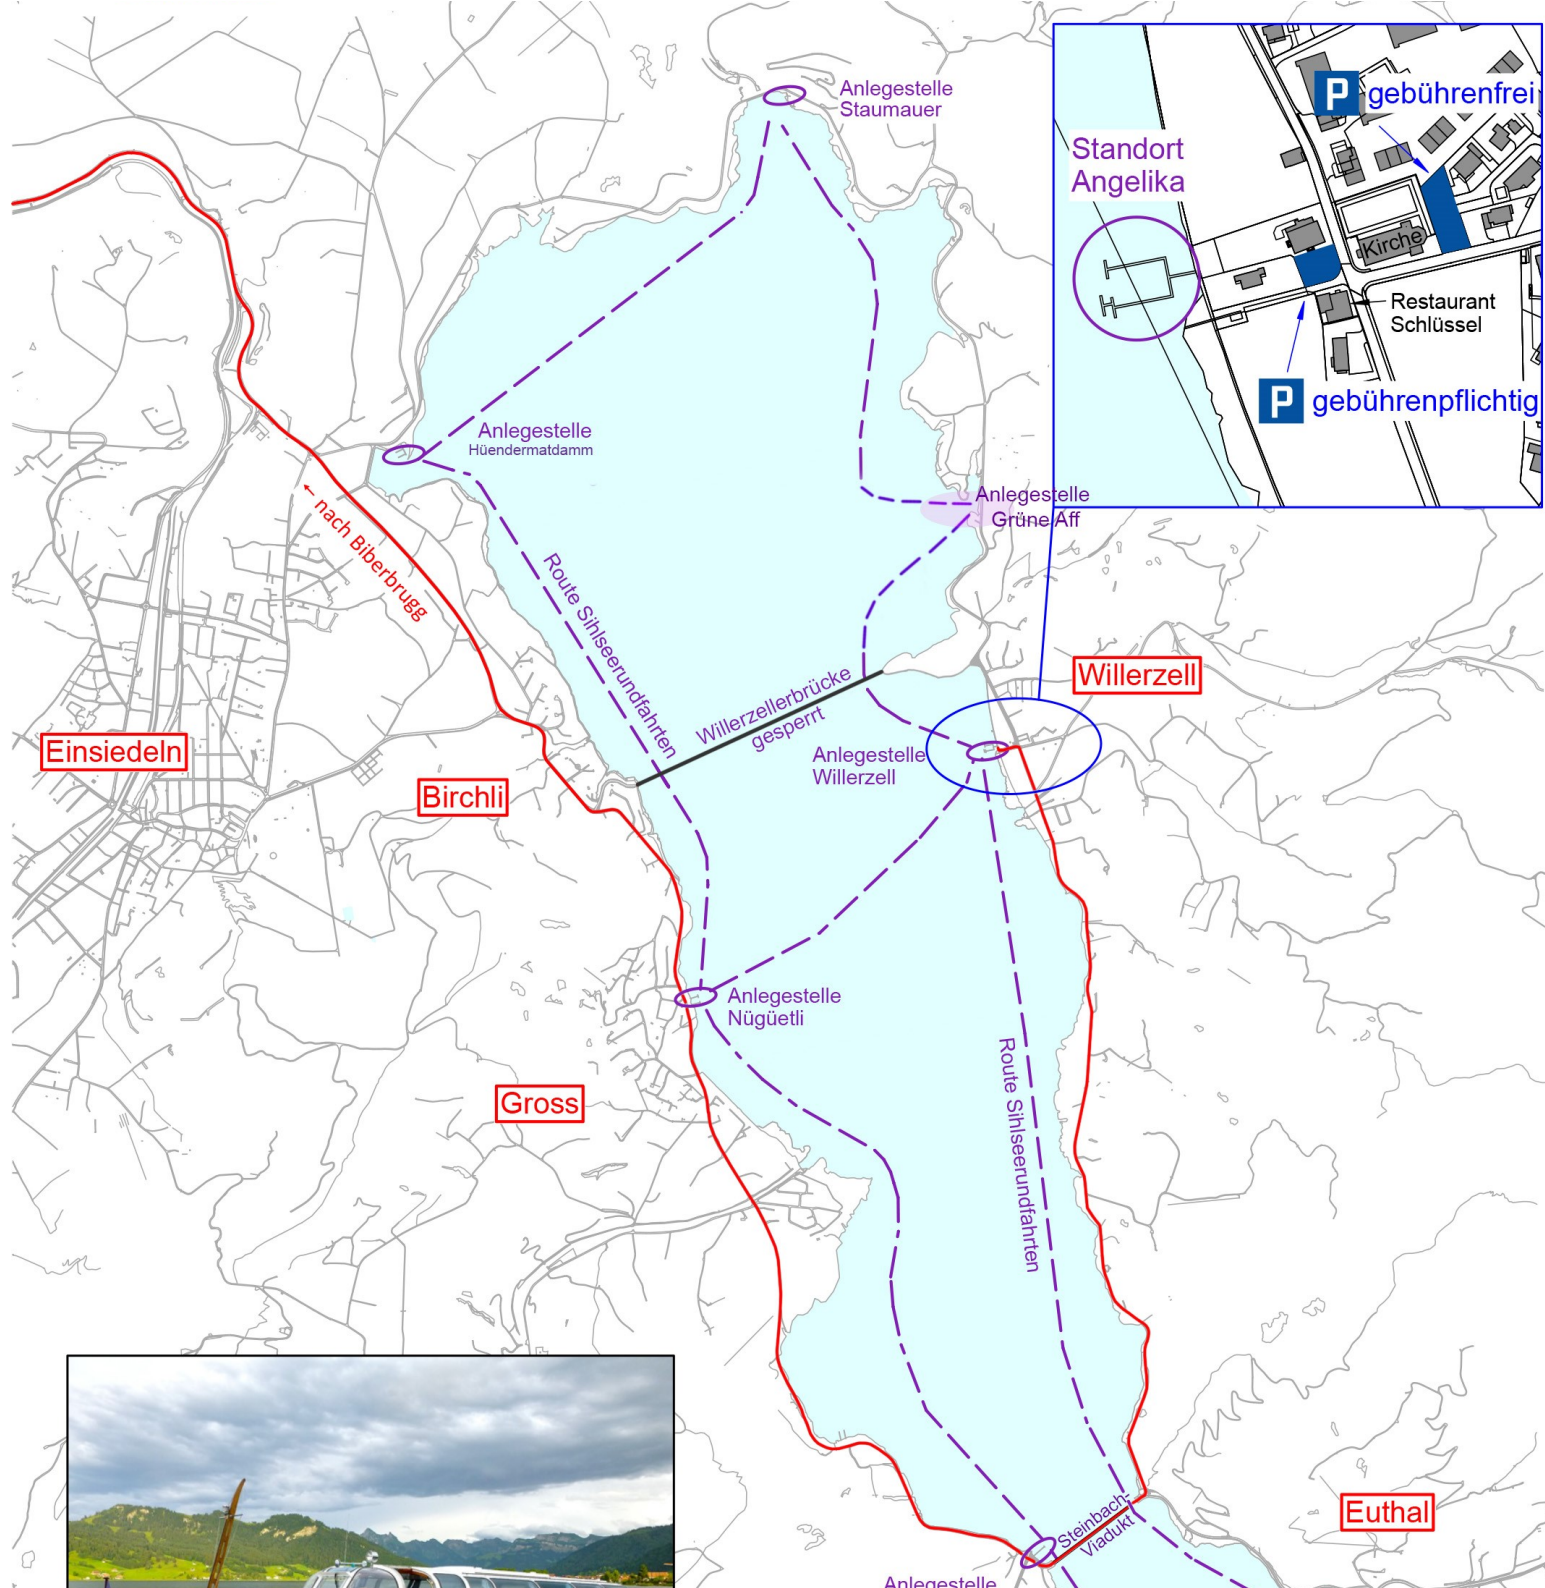 Anlegestelle
Staumauer
P gebührenfrei
Standort
Angelika
Kirche
Restaurant
Schlüssel
P gebührenpflichtig
Anlegestelle
Hüendermatdamm
← nach Biberbrugg
Anlegestelle
Grüne Aff
Route Sihlseerundfahrten
Willerzellerbrücke
gesperrt
Willerzell
Einsiedeln
Birchli
Anlegestelle
Willerzell
Anlegestelle
Nügüetli
Route Sihlseerundfahrten
Gross
Steinbach-
Viadukt
Euthal
Anlegestelle